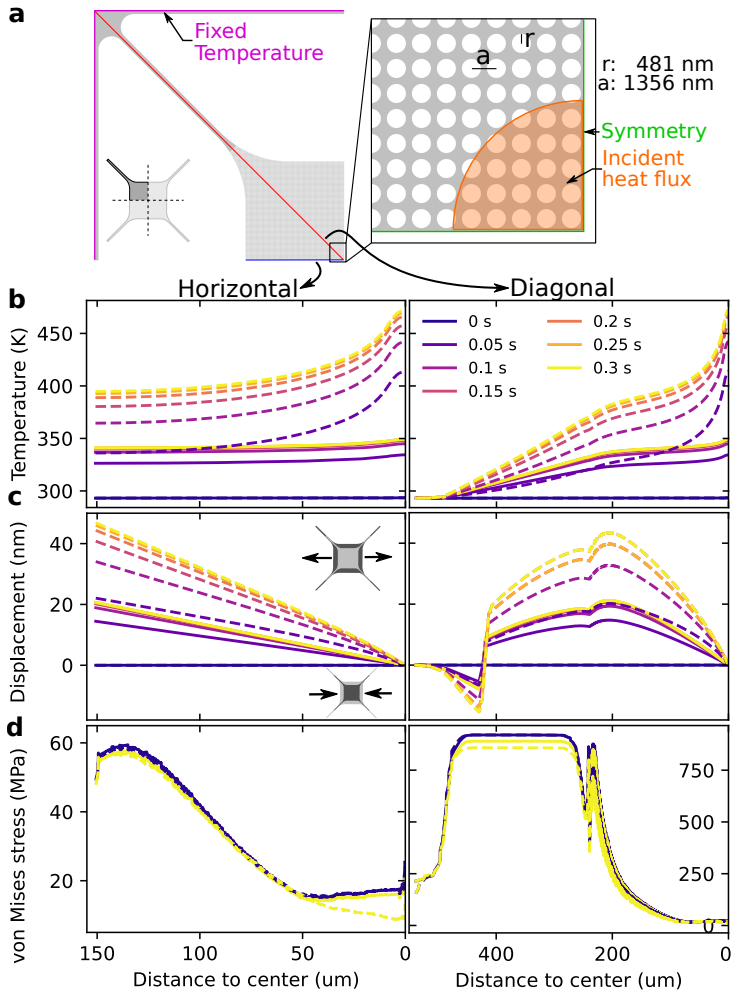 a
Fixed
Temperature
r
a
r: 481 nm
a: 1356 nm
Symmetry
Incident
heat flux
Horizontal
Diagonal
b
Temperature (K)
450
400
350
300
0 s
0.05 s
0.1 s
0.15 s
0.2 s
0.25 s
0.3 s
c
Displacement (nm)
40
20
0
d
von Mises stress (MPa)
60
40
20
750
500
250
0
150
100
50
0
400
200
0
Distance to center (um)
Distance to center (um)